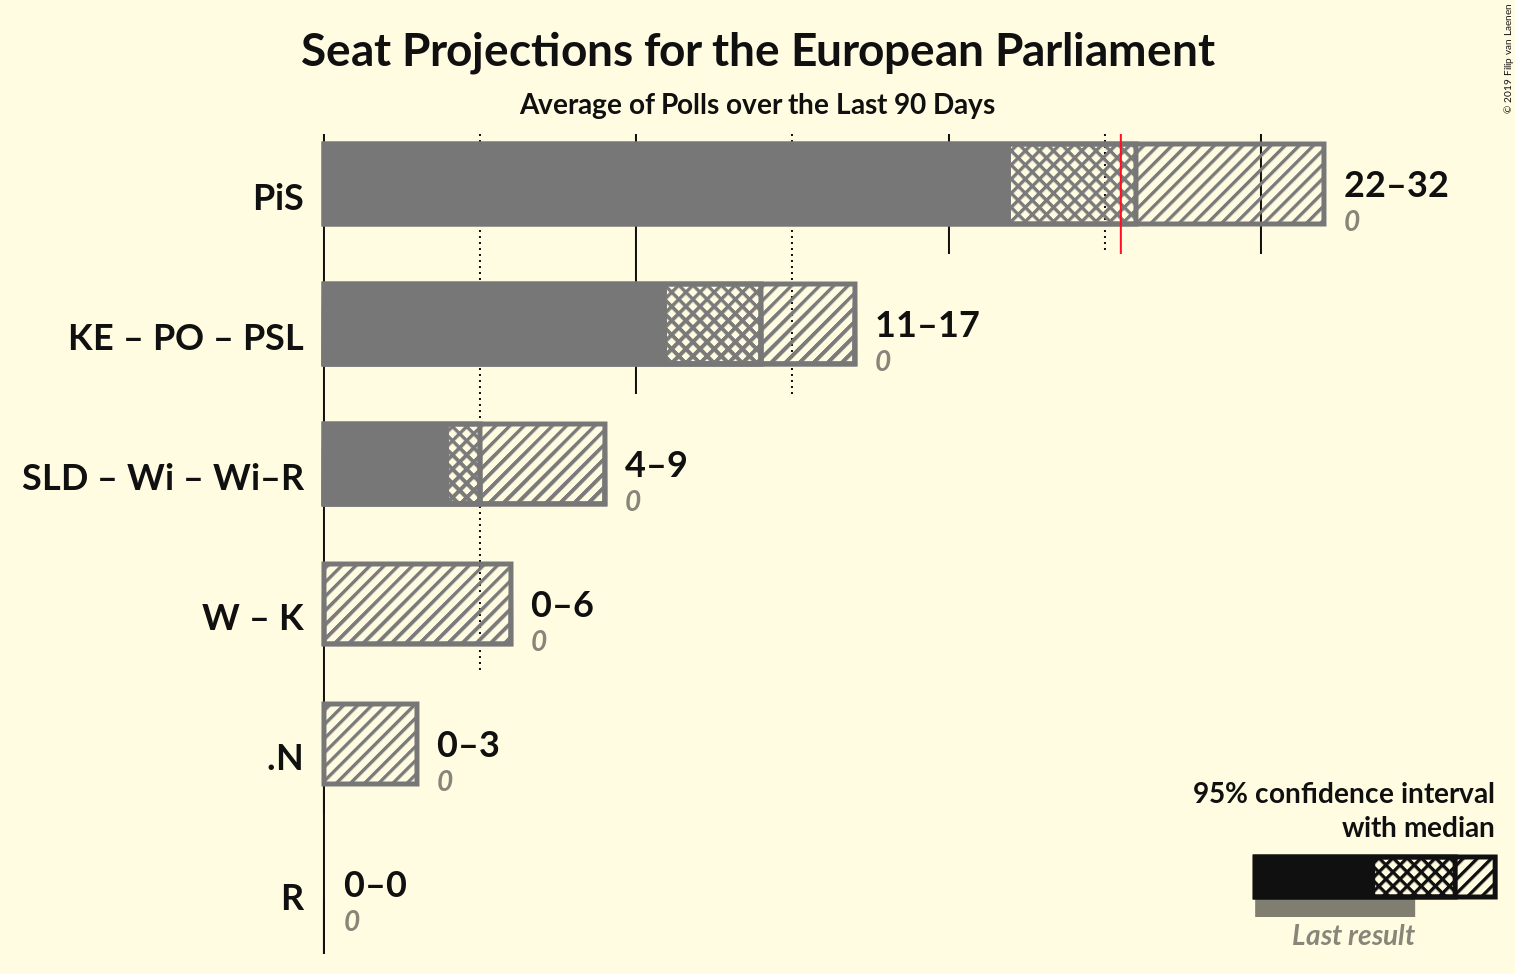 Seat Projections for the European Parliament
Average of Polls over the Last 90 Days
© 2019 Filip van Laenen
PiS
22–32
0
KE – PO – PSL
11–17
0
SLD – Wi – Wi–R
4–9
0
W – K
0–6
0
.N
0–3
0
R
0–0
0
95% confidence interval
with median
Last result